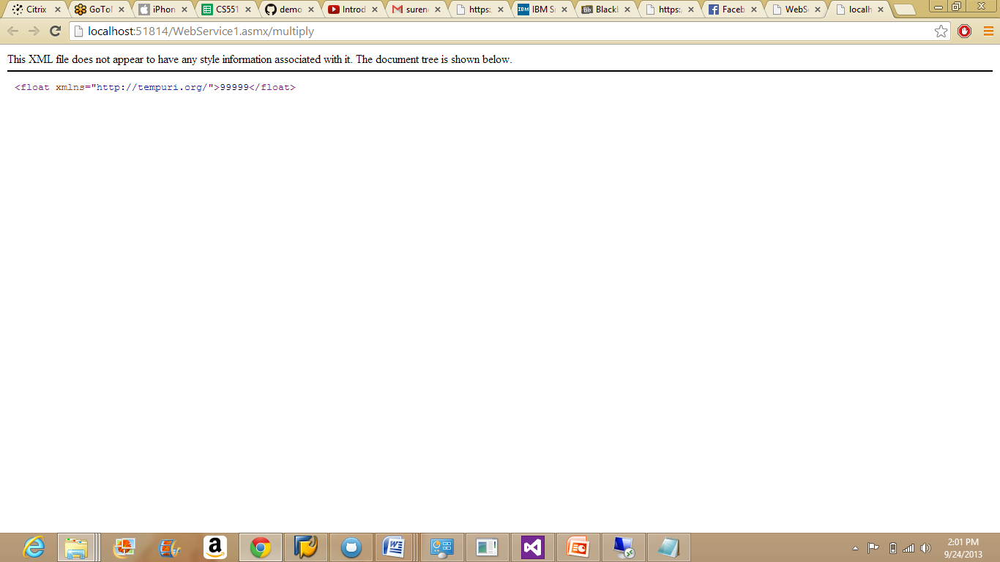 Citrix GoTo iPhon CS551 demo Introd suren https: IBM S Black https: Faceb WebS localh
localhost:51814/WebService1.asmx/multiply
This XML file does not appear to have any style information associated with it. The document tree is shown below.
<float xmlns="http://tempuri.org/">99999</float>
2:01 PM
9/24/2013